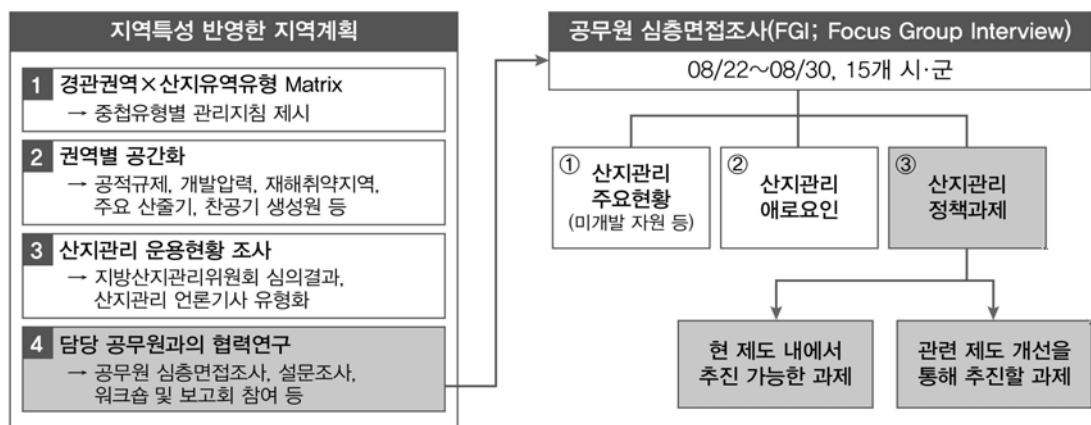 지역특성 반영한 지역계획
1 경관권역×산지유역유형 Matrix
→ 중첩유형별 관리지침 제시
2 권역별 공간화
→ 공적규제, 개발압력, 재해취약지역,
주요 산줄기, 찬공기 생성원 등
3 산지관리 운용현황 조사
→ 지방산지관리위원회 심의결과,
산지관리 언론기사 유형화
4 담당 공무원과의 협력연구
→ 공무원 심층면접조사, 설문조사,
워크숍 및 보고회 참여 등
공무원 심층면접조사(FGI; Focus Group Interview)
08/22~08/30, 15개 시·군
① 산지관리
주요현황
(미개발 자원 등)
② 산지관리
애로요인
③ 산지관리
정책과제
현 제도 내에서
추진 가능한 과제
관련 제도 개선을
통해 추진할 과제